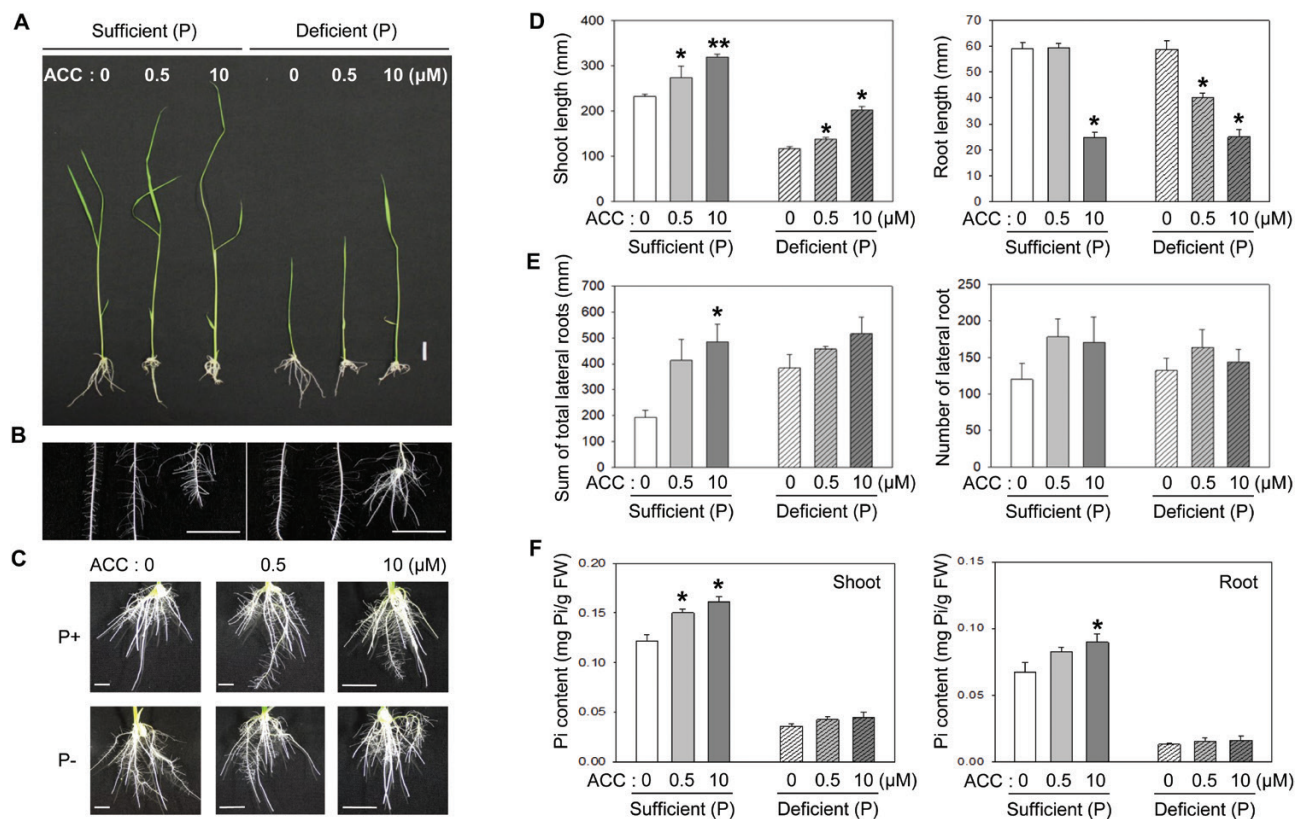 A
Sufficient (P) Deficient (P)
ACC : 0 0.5 10 0 0.5 10 (μM)
B
C
ACC : 0 0.5 10 (μM)
P+
P-
D
Shoot length (mm)
400
300
200
100
0
* ** * *
ACC : 0 0.5 10 0 0.5 10 (μM)
Sufficient (P) Deficient (P)
Root length (mm)
60
50
40
30
20
10
0
* * *
0 0.5 10 0 0.5 10 (μM)
Sufficient (P) Deficient (P)
E
Sum of total lateral roots (mm)
700
600
500
400
300
200
100
0
*
ACC : 0 0.5 10 0 0.5 10 (μM)
Sufficient (P) Deficient (P)
Number of lateral root
250
200
150
100
50
0
ACC : 0 0.5 10 0 0.5 10 (μM)
Sufficient (P) Deficient (P)
F
Pi content (mg Pi/g FW)
0.20
0.15
0.10
0.05
0.00
Shoot
* *
ACC : 0 0.5 10 0 0.5 10 (μM)
Sufficient (P) Deficient (P)
Pi content (mg Pi/g FW)
0.15
0.10
0.05
0.00
Root
*
ACC : 0 0.5 10 0 0.5 10 (μM)
Sufficient (P) Deficient (P)